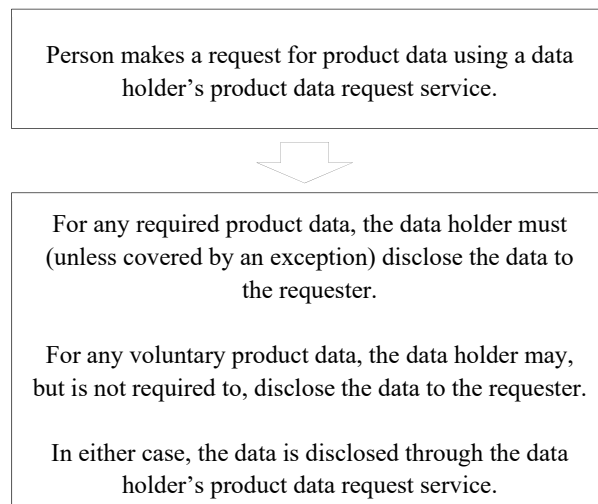 Person makes a request for product data using a data
holder’s product data request service.
For any required product data, the data holder must
(unless covered by an exception) disclose the data to
the requester.
For any voluntary product data, the data holder may,
but is not required to, disclose the data to the requester.
In either case, the data is disclosed through the data
holder’s product data request service.